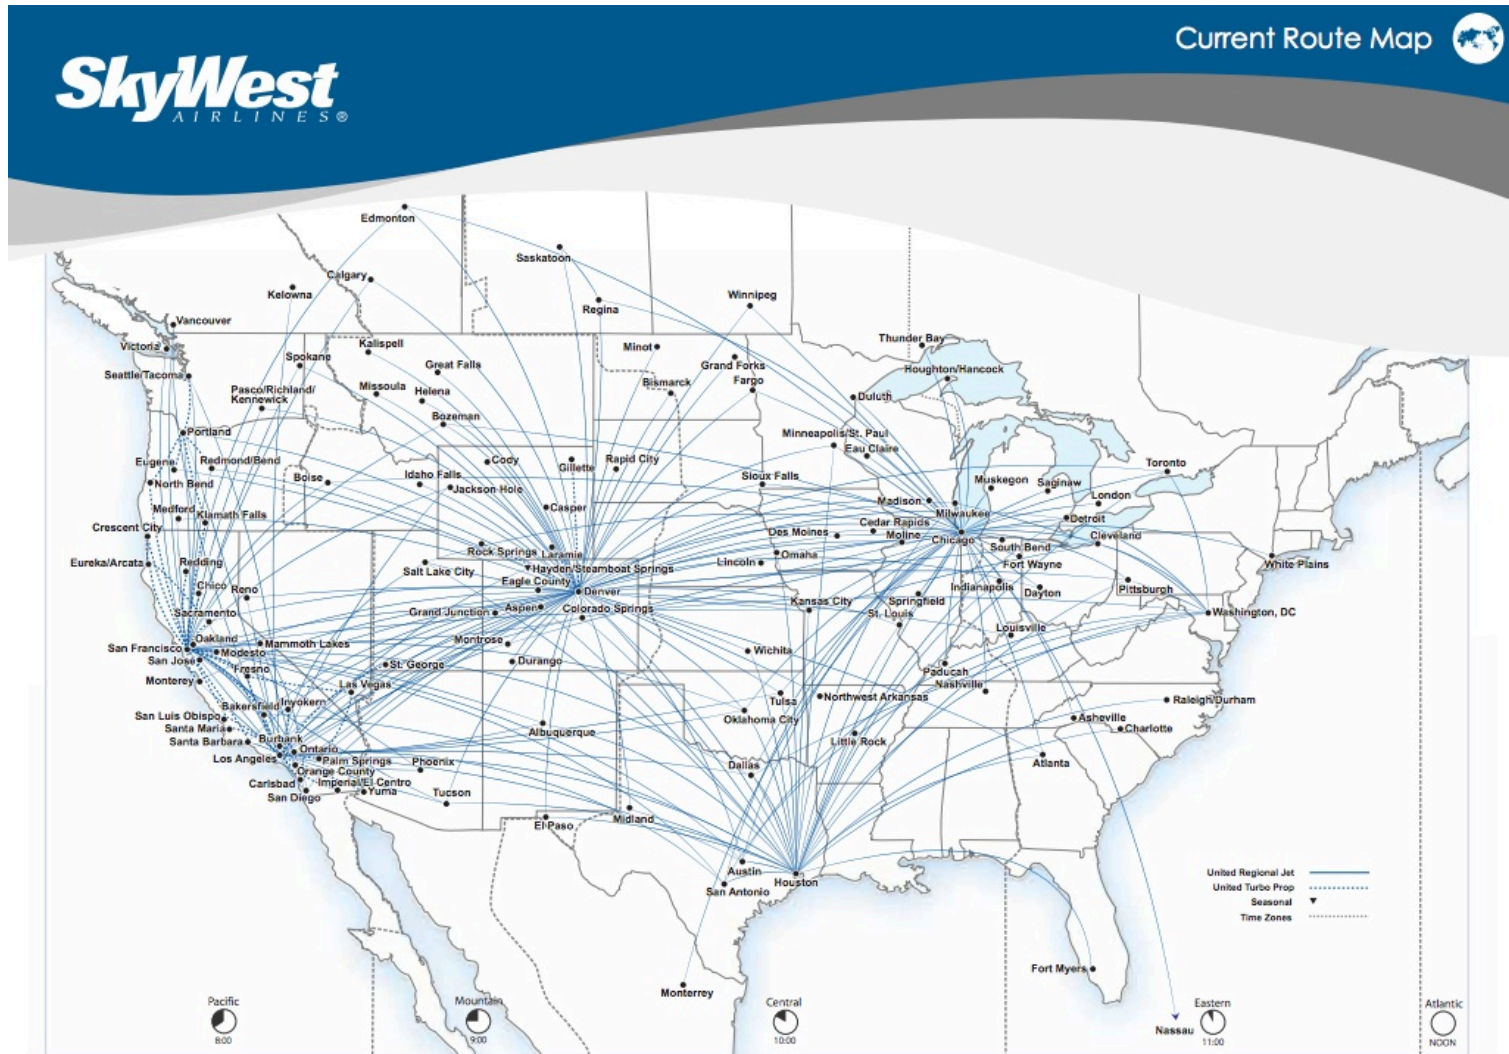 Current Route Map
SkyWest
AIRLINES®
Edmonton
Saskatoon
Calgary
Kelowna
Regina
Winnipeg
Vancouver
Victoria
Kalispell
Minot
Thunder Bay
Spokane
Great Falls
Grand Forks
Houghton/Hancock
Seattle/Tacoma
Pasco/Richland/
Kennewick
Missoula
Helena
Bismarck
Fargo
Duluth
Bozeman
Portland
Minneapolis/St. Paul
Eau Claire
Eugene
Redmond/Bend
Cody
Gillette
Rapid City
Toronto
North Bend
Boise
Idaho Falls
Jackson Hole
Sioux Falls
Muskegon
Saginaw
London
Medford
Klamath Falls
Casper
Madison
Milwaukee
Detroit
Crescent City
Cedar Rapids
Des Moines
Moline
Chicago
Cleveland
Rock Springs
Laramie
South Bend
Eureka/Arcata
Redding
Salt Lake City
Hayden/Steamboat Springs
Lincoln
Omaha
Fort Wayne
White Plains
Eagle County
Chico
Reno
Denver
Indianapolis
Dayton
Pittsburgh
Sacramento
Grand Junction
Aspen
Colorado Springs
Kansas City
Springfield
St. Louis
Washington, DC
Oakland
San Francisco
Mammoth Lakes
Montrose
Louisville
San Jose
Modesto
St. George
Durango
Wichita
Fresno
Paducah
Monterey
Las Vegas
Nashville
Inyokern
Bakersfield
Tulsa
Northwest Arkansas
Raleigh/Durham
San Luis Obispo
Oklahoma City
Asheville
Santa Maria
Albuquerque
Charlotte
Santa Barbara
Burbank
Ontario
Little Rock
Los Angeles
Palm Springs
Phoenix
Dallas
Atlanta
Orange County
Carlsbad
Imperial/El Centro
San Diego
Yuma
Tucson
El Paso
Midland
Austin
San Antonio
Houston
United Regional Jet
United Turbo Prop
Seasonal
Time Zones
Fort Myers
Monterrey
Nassau
Pacific
8:00
Mountain
9:00
Central
10:00
Eastern
11:00
Atlantic
NOON